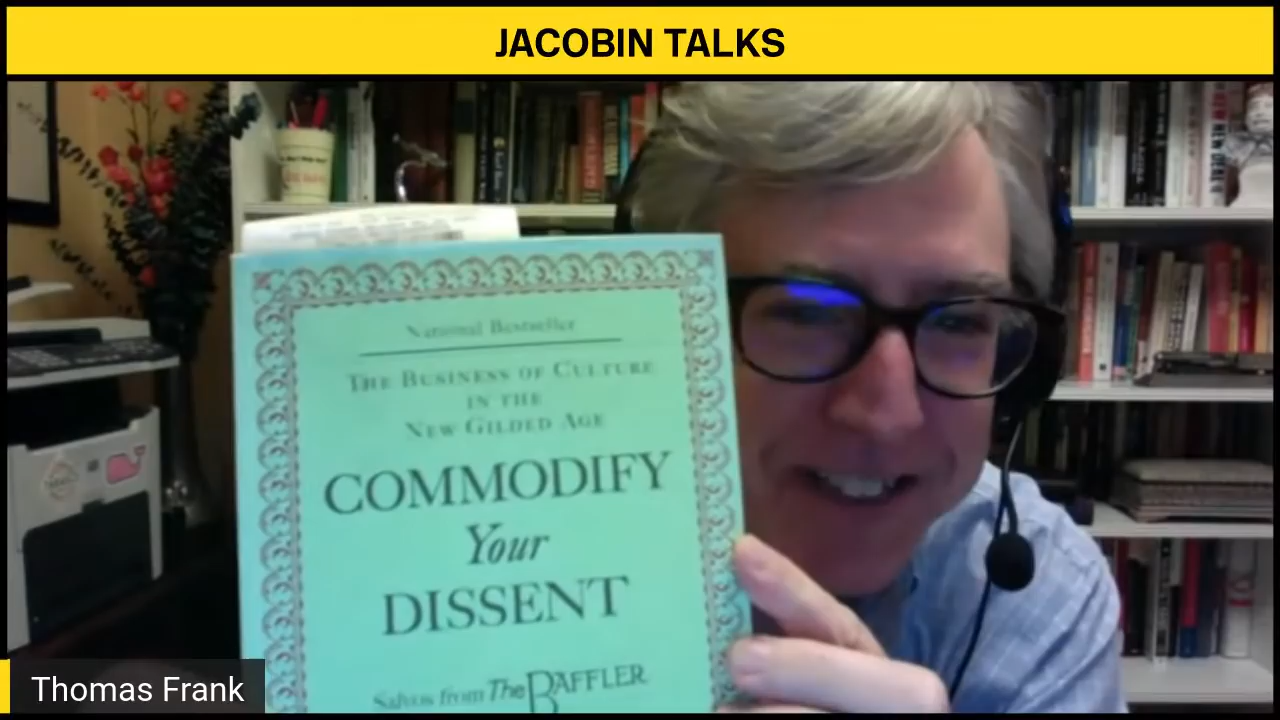 JACOBIN TALKS
National Bestseller
THE BUSINESS OF CULTURE
IN THE
NEW GILDED AGE
COMMODIFY
Your
DISSENT
Salvos from The BAFFLER
Thomas Frank